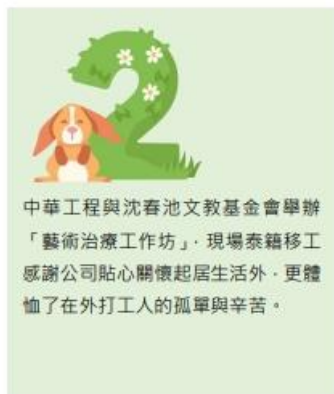 2
中華工程與沈春池文教基金會舉辦
「藝術治療工作坊」，現場泰籍移工
感謝公司貼心關懷起居生活外，更體
恤了在外打工人的孤單與辛苦。